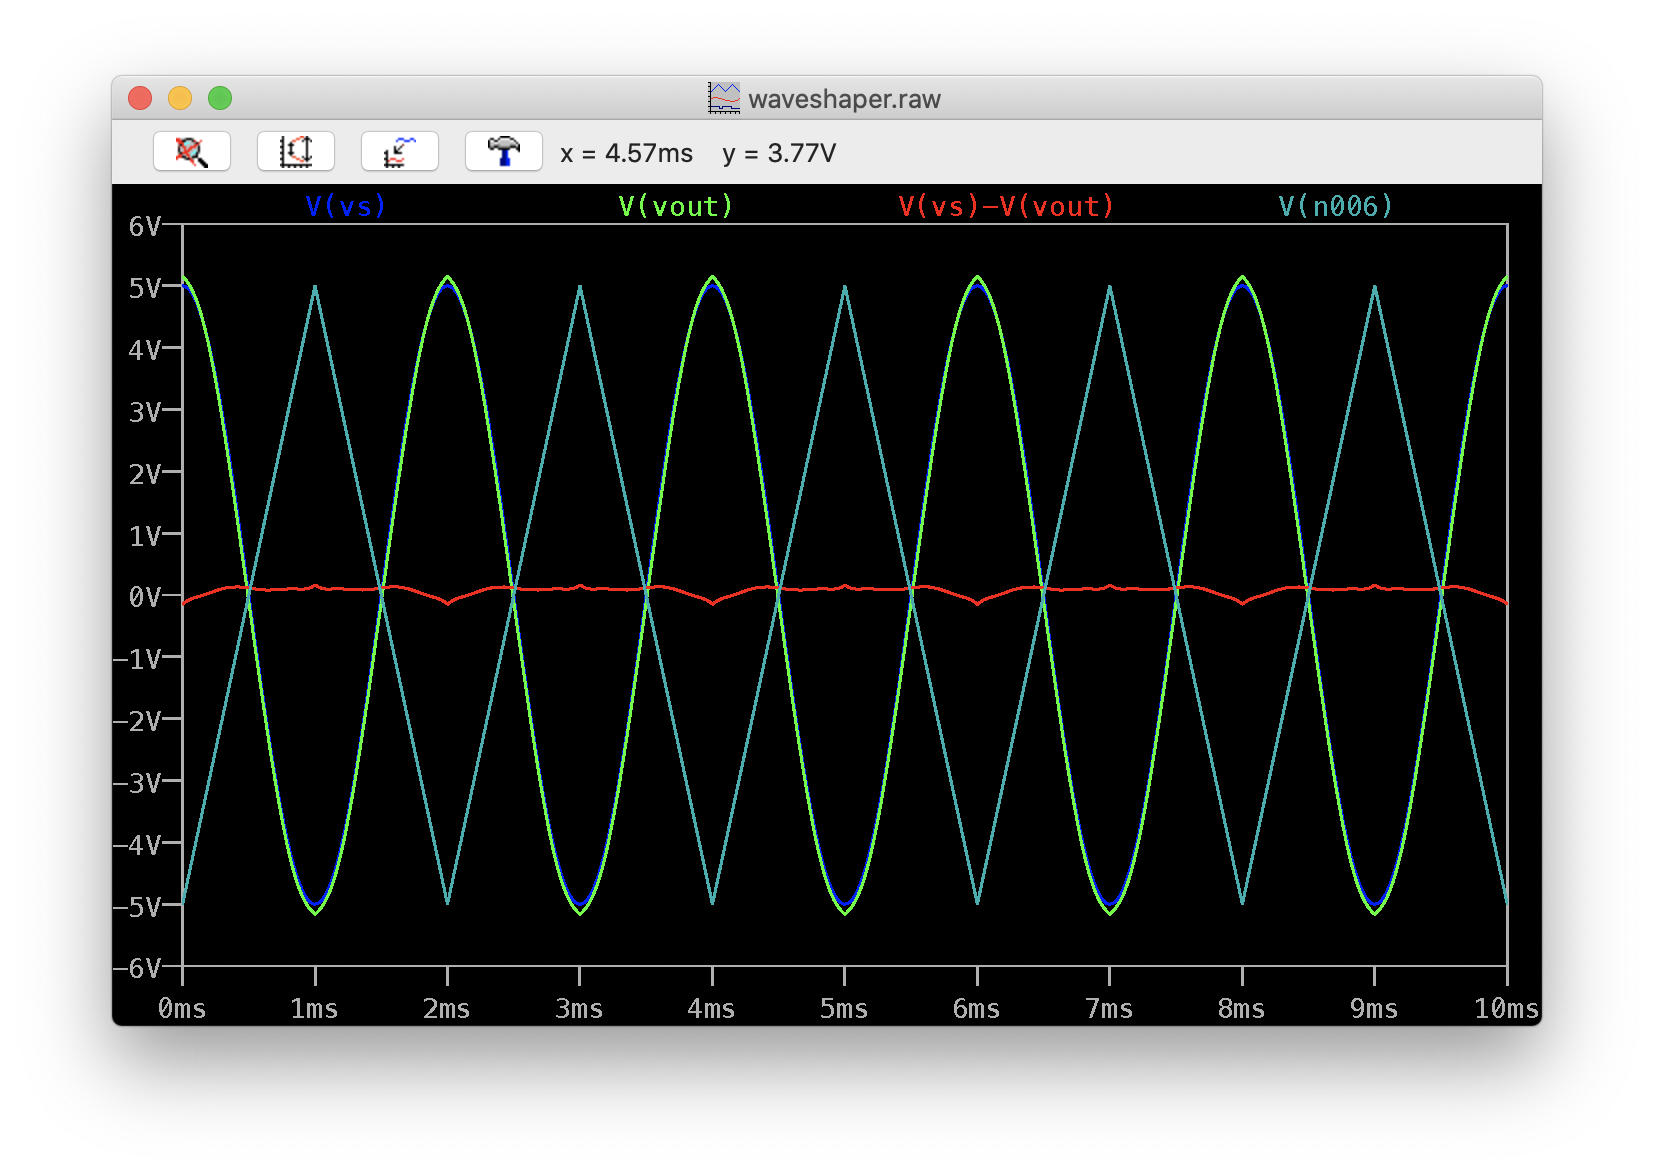 waveshaper.raw
x = 4.57ms y = 3.77V
V(vs) V(vout) V(vs)-V(vout) V(n006)
6V
5V
4V
3V
2V
1V
0V
-1V
-2V
-3V
-4V
-5V
-6V
0ms 1ms 2ms 3ms 4ms 5ms 6ms 7ms 8ms 9ms 10ms